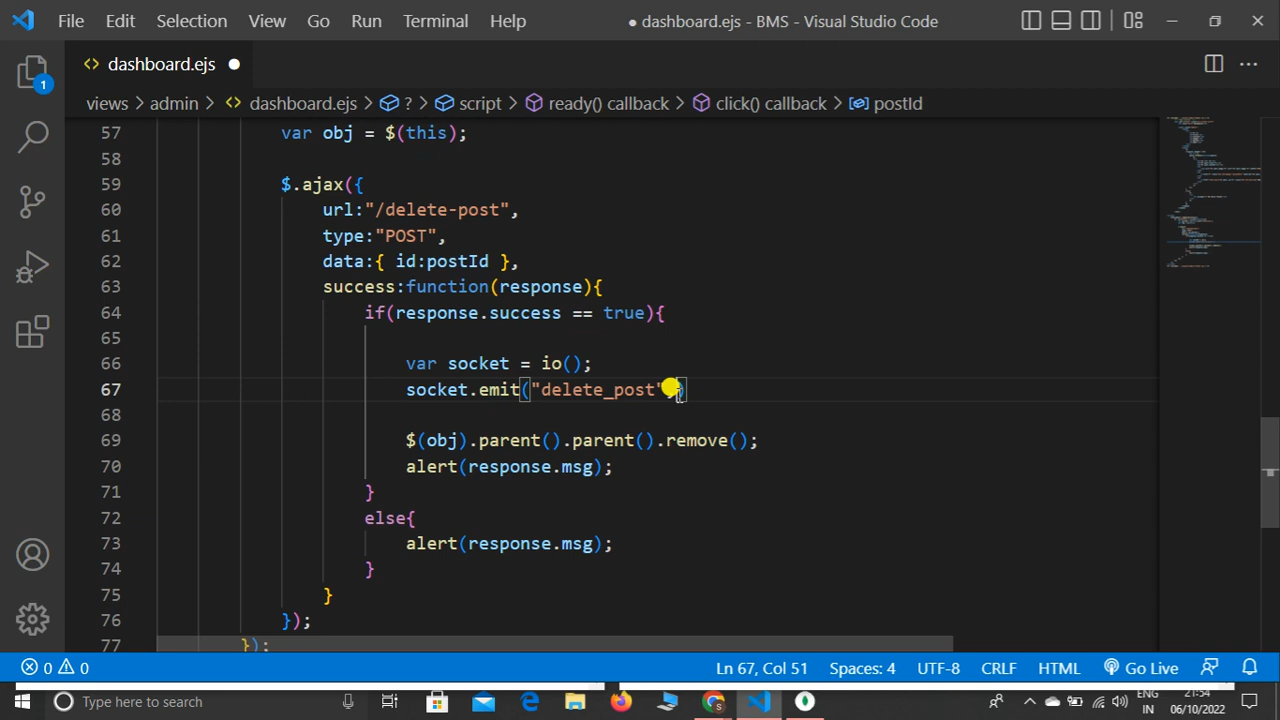 File Edit Selection View Go Run Terminal Help ● dashboard.ejs - BMS - Visual Studio Code
dashboard.ejs ●
views > admin > dashboard.ejs > ? > script > ready() callback > click() callback > postId
57 var obj = $(this);
58
59 $.ajax({
60 url:"/delete-post",
61 type:"POST",
62 data:{ id:postId },
63 success:function(response){
64 if(response.success == true){
65
66 var socket = io();
67 socket.emit("delete_post",)
68
69 $(obj).parent().parent().remove();
70 alert(response.msg);
71 }
72 else{
73 alert(response.msg);
74 }
75 }
76 });
77 });
1
0 0 Ln 67, Col 51 Spaces: 4 UTF-8 CRLF HTML Go Live
Type here to search ENG IN 21:54 06/10/2022